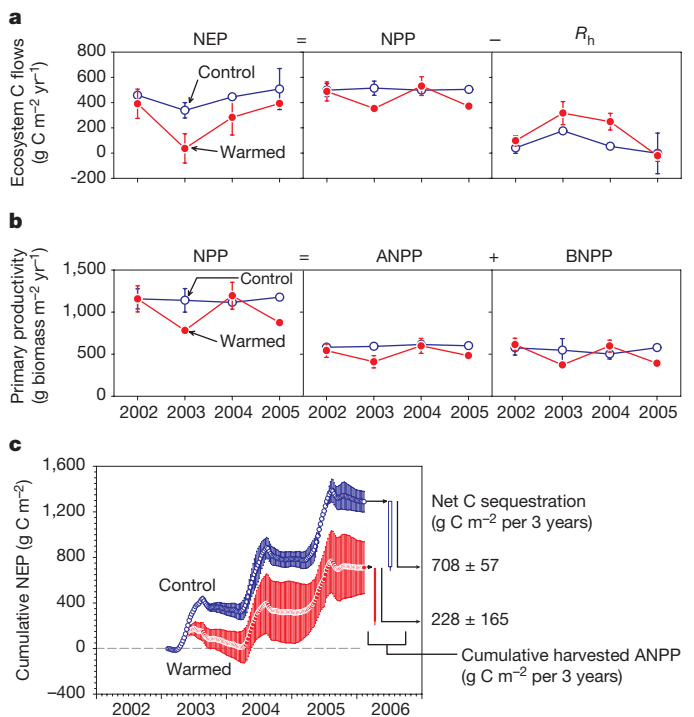 a
NEP = NPP − Rh
Ecosystem C flows
(g C m−2 yr−1)
800
600
400
200
0
-200
Control
Warmed
b
NPP = ANPP + BNPP
Primary productivity
(g biomass m−2 yr−1)
1,500
1,000
500
0
Control
Warmed
2002 2003 2004 2005 2002 2003 2004 2005 2002 2003 2004 2005
c
Cumulative NEP (g C m−2)
1,600
1,200
800
400
0
−400
Control
Warmed
2002 2003 2004 2005 2006
Net C sequestration
(g C m−2 per 3 years)
708 ± 57
228 ± 165
Cumulative harvested ANPP
(g C m−2 per 3 years)